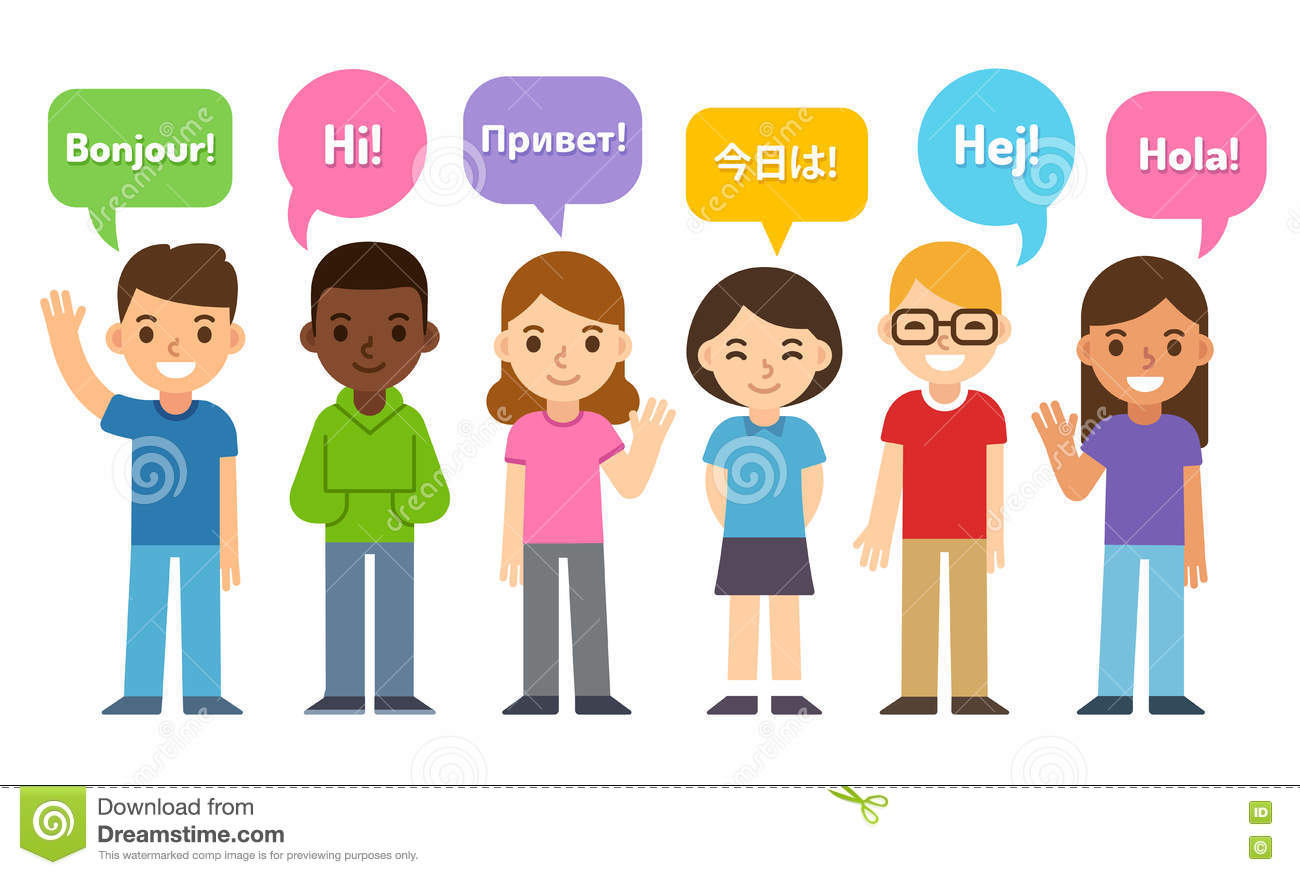 Bonjour!
Hi!
Привет!
今日は!
Hej!
Hola!
Download from
Dreamstime.com
This watermarked comp image is for previewing purposes only.
ID
©
dreamstime